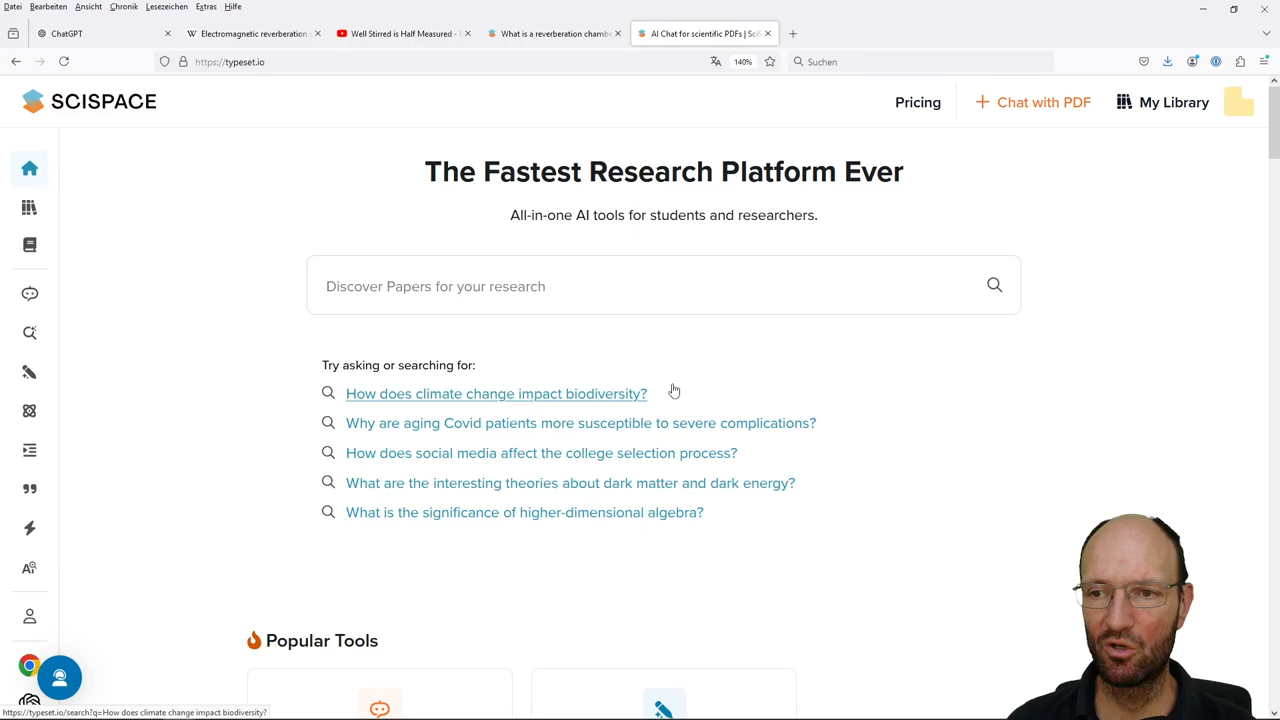 Datei Bearbeiten Ansicht Chronik Lesezeichen Extras Hilfe
ChatGPT
Electromagnetic reverberation
Well Stirred is Half Measured -
What is a reverberation chambe
AI Chat for scientific PDFs | SciS
https://typeset.io
140%
Suchen
SCISPACE
Pricing
Chat with PDF
My Library
The Fastest Research Platform Ever
All-in-one AI tools for students and researchers.
Discover Papers for your research
Try asking or searching for:
How does climate change impact biodiversity?
Why are aging Covid patients more susceptible to severe complications?
How does social media affect the college selection process?
What are the interesting theories about dark matter and dark energy?
What is the significance of higher-dimensional algebra?
Popular Tools
https://typeset.io/search?q=How does climate change impact biodiversity?